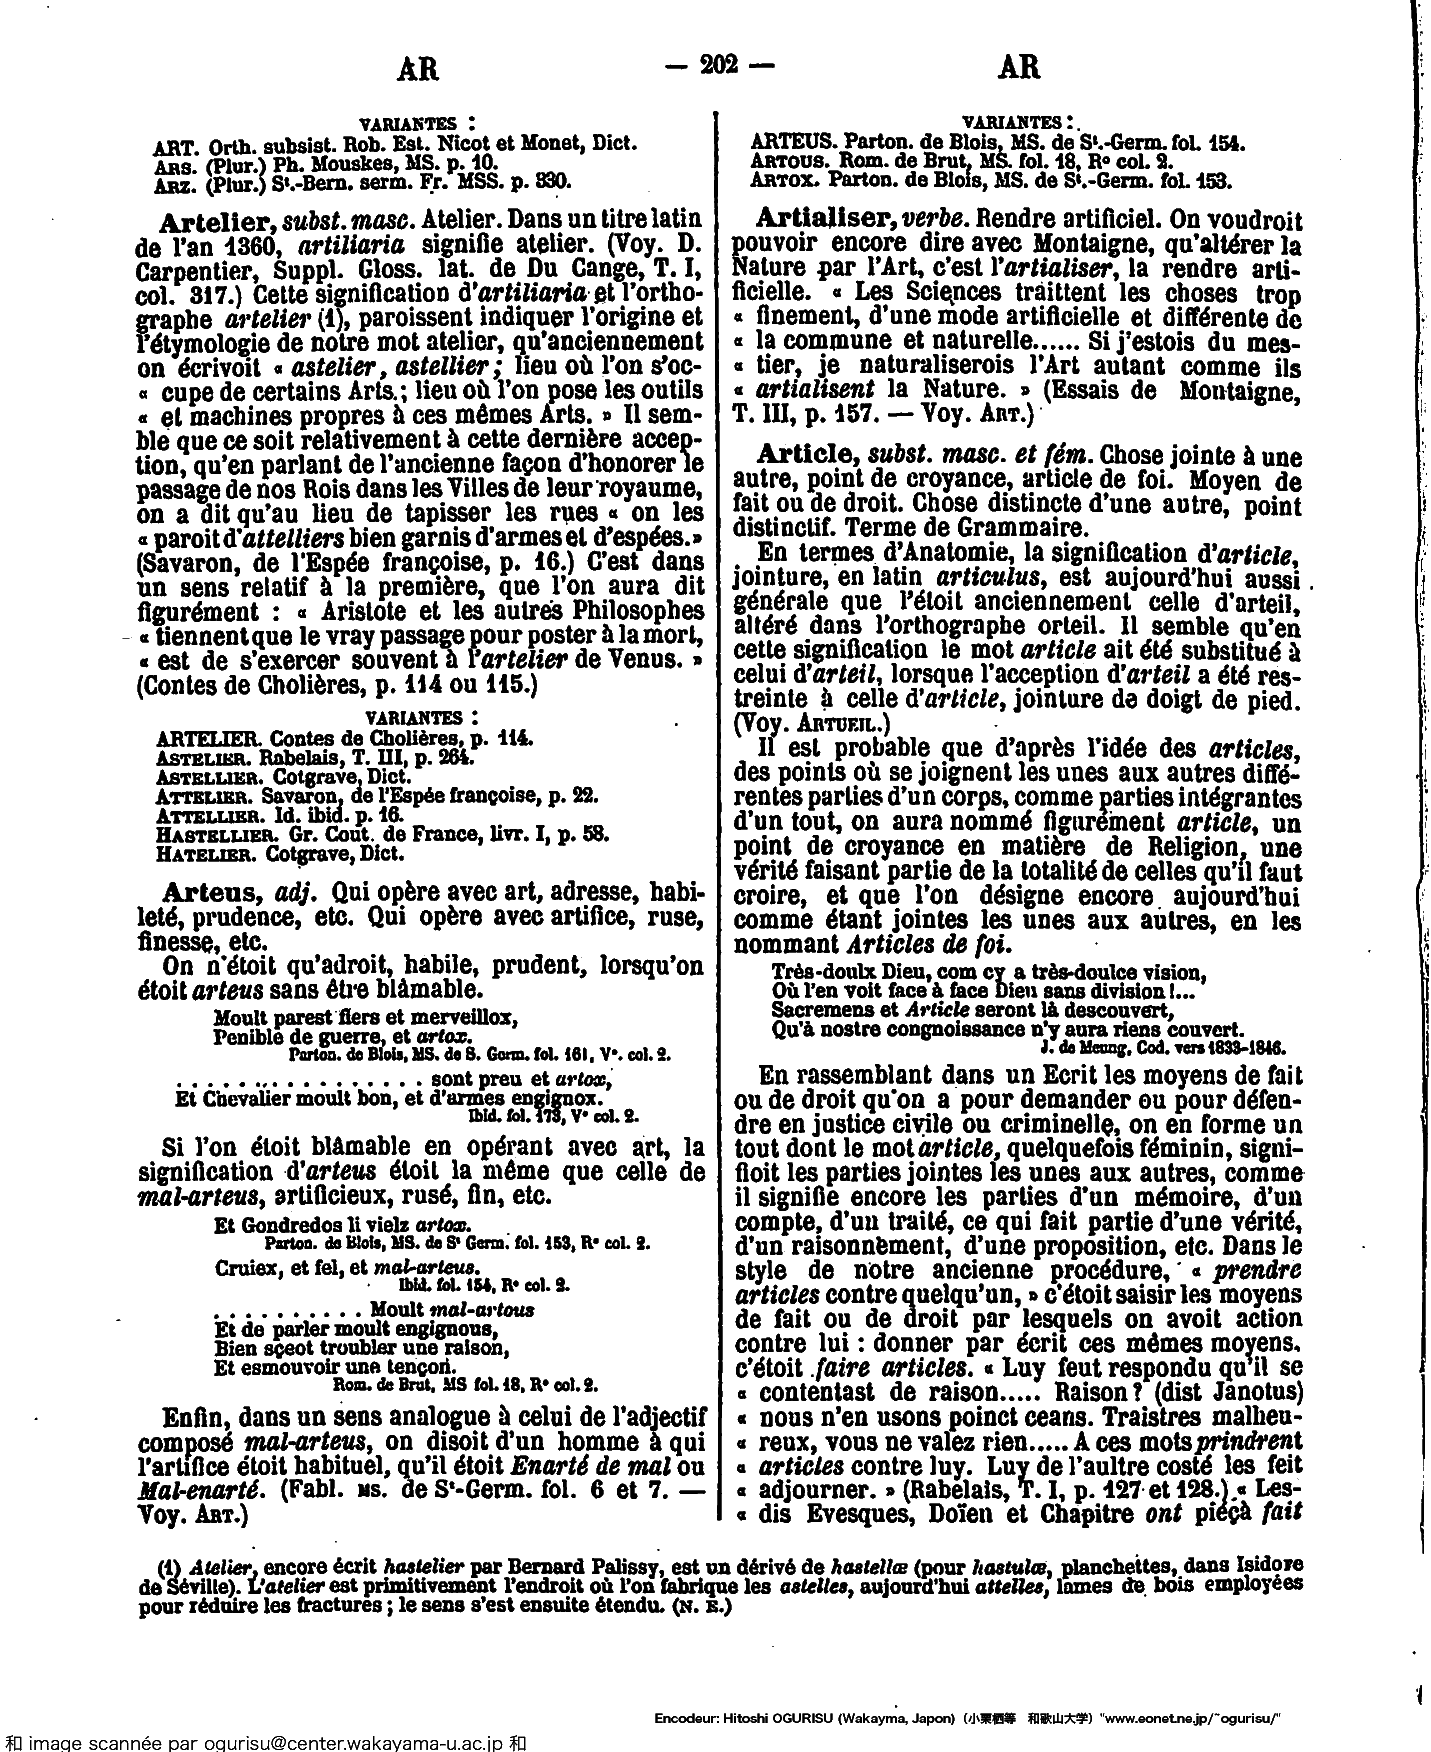 AR
— 202 —
AR
VARIANTES :
ART. Orth. subsist. Rob. Est. Nicot et Monet, Dict.
ARS. (Plur.) Ph. Mouskes, MS. p. 10.
ARZ. (Plur.) St.-Bern. serm. Fr. MSS. p. 330.
Artelier, subst. masc. Atelier. Dans un titre latin
de l'an 1360, artiliaria signifie atelier. (Voy. D.
Carpentier, Suppl. Gloss. lat. de Du Cange, T. I,
col. 317.) Cette signification d'artiliaria et l'ortho-
graphe artelier (1), paroissent indiquer l'origine et
l'étymologie de notre mot atelier, qu'anciennement
on écrivoit « astelier, astellier ; lieu où l'on s'oc-
« cupe de certains Arts ; lieu où l'on pose les outils
« et machines propres à ces mêmes Arts. » Il sem-
ble que ce soit relativement à cette dernière accep-
tion, qu'en parlant de l'ancienne façon d'honorer le
passage de nos Rois dans les Villes de leur royaume,
on a dit qu'au lieu de tapisser les rues « on les
« paroit d'attelliers bien garnis d'armes et d'espées. »
(Savaron, de l'Espée françoise, p. 16.) C'est dans
un sens relatif à la première, que l'on aura dit
figurément : « Aristote et les autres Philosophes
« tiennent que le vray passage pour poster à la mort,
« est de s'exercer souvent à l'artelier de Venus. »
(Contes de Cholières, p. 114 ou 115.)
VARIANTES :
ARTELIER. Contes de Cholières, p. 114.
ASTELIER. Rabelais, T. III, p. 264.
ASTELLIER. Cotgrave, Dict.
ATTELIER. Savaron, de l'Espée françoise, p. 22.
ATTELLIER. Id. ibid. p. 16.
HASTELLIER. Gr. Cout. de France, livr. I, p. 58.
HATELIER. Cotgrave, Dict.
Arteus, adj. Qui opère avec art, adresse, habi-
leté, prudence, etc. Qui opère avec artifice, ruse,
finesse, etc.
On n'étoit qu'adroit, habile, prudent, lorsqu'on
étoit arteus sans être blâmable.
Moult parest fiers et merveillox,
Penible de guerre, et artox.
Parton. de Blois, MS. de S. Germ. fol. 161, V°. col. 2.
. . . . . . . . . . . . . . . . . sont preu et artox,
Et Chevalier moult bon, et d'armes engignox.
Ibid. fol. 173, V° col. 2.
Si l'on étoit blâmable en opérant avec art, la
signification d'arteus étoit la même que celle de
mal-arteus, artificieux, rusé, fin, etc.
Et Gondredos li vielz artox.
Parton. de Blois, MS. de St Germ. fol. 153, R° col. 2.
Cruiex, et fel, et mal-arteus.
Ibid. fol. 154, R° col. 2.
. . . . . . . . . . Moult mal-artous
Et de parler moult engignous,
Bien sçeot troubler une raison,
Et esmouvoir une tençon.
Rom. de Brut, MS fol. 18, R° col. 2.
Enfin, dans un sens analogue à celui de l'adjectif
composé mal-arteus, on disoit d'un homme à qui
l'artifice étoit habituel, qu'il étoit Enarté de mal ou
Mal-enarté. (Fabl. MS. de St-Germ. fol. 6 et 7. —
Voy. ART.)
VARIANTES :
ARTEUS. Parton. de Blois, MS. de St.-Germ. fol. 154.
ARTOUS. Rom. de Brut, MS. fol. 18, R° col. 2.
ARTOX. Parton. de Blois, MS. de St.-Germ. fol. 153.
Artialiser, verbe. Rendre artificiel. On voudroit
pouvoir encore dire avec Montaigne, qu'altérer la
Nature par l'Art, c'est l'artialiser, la rendre arti-
ficielle. « Les Sciences traittent les choses trop
« finement, d'une mode artificielle et différente de
« la commune et naturelle...... Si j'estois du mes-
« tier, je naturaliserois l'Art autant comme ils
« artialisent la Nature. » (Essais de Montaigne,
T. III, p. 157. — Voy. ART.)
Article, subst. masc. et fém. Chose jointe à une
autre, point de croyance, article de foi. Moyen de
fait ou de droit. Chose distincte d'une autre, point
distinctif. Terme de Grammaire.
En termes d'Anatomie, la signification d'article,
jointure, en latin articulus, est aujourd'hui aussi
générale que l'étoit anciennement celle d'arteil,
altéré dans l'orthographe orteil. Il semble qu'en
cette signification le mot article ait été substitué à
celui d'arteil, lorsque l'acception d'arteil a été res-
treinte à celle d'article, jointure de doigt de pied.
(Voy. ARTUEIL.)
Il est probable que d'après l'idée des articles,
des points où se joignent les unes aux autres diffé-
rentes parties d'un corps, comme parties intégrantes
d'un tout, on aura nommé figurément article, un
point de croyance en matière de Religion, une
vérité faisant partie de la totalité de celles qu'il faut
croire, et que l'on désigne encore aujourd'hui
comme étant jointes les unes aux autres, en les
nommant Articles de foi.
Très-doulx Dieu, com cy a très-doulce vision,
Où l'en voit face à face Dieu sans division !...
Sacremens et Article seront là descouvert,
Qu'à nostre congnoissance n'y aura riens couvert.
J. de Meung, Cod. vers 1833-1846.
En rassemblant dans un Ecrit les moyens de fait
ou de droit qu'on a pour demander ou pour défen-
dre en justice civile ou criminelle, on en forme un
tout dont le mot article, quelquefois féminin, signi-
fioit les parties jointes les unes aux autres, comme
il signifie encore les parties d'un mémoire, d'un
compte, d'un traité, ce qui fait partie d'une vérité,
d'un raisonnement, d'une proposition, etc. Dans le
style de notre ancienne procédure, « prendre
articles contre quelqu'un, » c'étoit saisir les moyens
de fait ou de droit par lesquels on avoit action
contre lui : donner par écrit ces mêmes moyens,
c'étoit faire articles. « Luy feut respondu qu'il se
« contentast de raison..... Raison ? (dist Janotus)
« nous n'en usons poinct ceans. Traistres malheu-
« reux, vous ne valez rien..... A ces mots prindrent
« articles contre luy. Luy de l'aultre costé les feit
« adjourner. » (Rabelais, T. I, p. 127 et 128.) « Les-
« dis Evesques, Doïen et Chapitre ont pieçà fait
(1) Atelier, encore écrit hastelier par Bernard Palissy, est un dérivé de hastellæ (pour hastulæ, planchettes, dans Isidore
de Séville). L'atelier est primitivement l'endroit où l'on fabrique les astelles, aujourd'hui attelles, lames de bois employées
pour réduire les fractures ; le sens s'est ensuite étendu. (N. E.)
Encodeur: Hitoshi OGURISU (Wakayma, Japon) (小栗栖等 和歌山大学) "www.eonet.ne.jp/~ogurisu/"
和 image scannée par ogurisu@center.wakayama-u.ac.jp 和